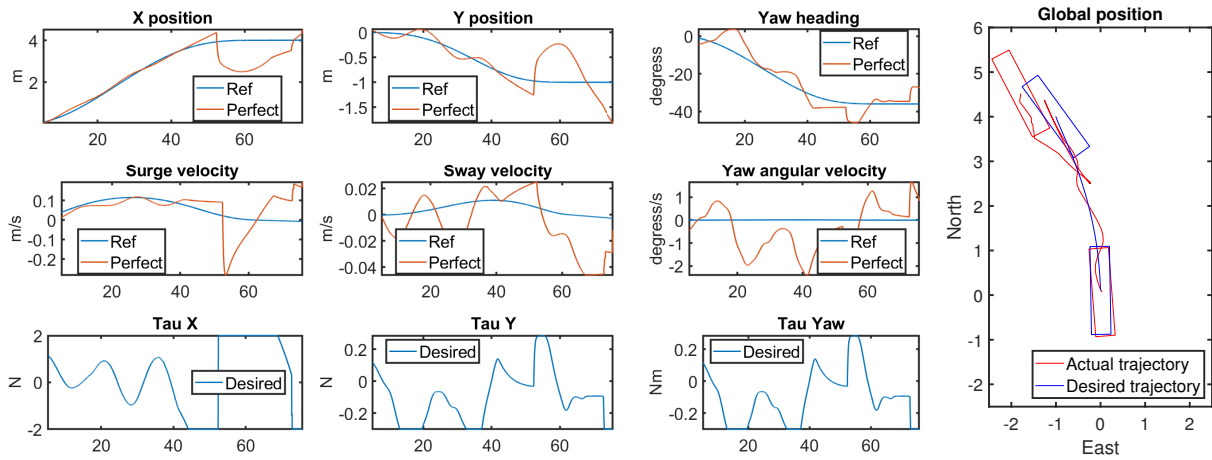 X position
m
4
2
20
40
60
Ref
Perfect
Y position
m
0
-0.5
-1
-1.5
20
40
60
Ref
Perfect
Yaw heading
degress
0
-20
-40
20
40
60
Ref
Perfect
Surge velocity
m/s
0.1
0
-0.1
-0.2
20
40
60
Ref
Perfect
Sway velocity
m/s
0.02
0
-0.02
-0.04
20
40
60
Ref
Perfect
Yaw angular velocity
degress/s
1
0
-1
-2
20
40
60
Ref
Perfect
Tau X
N
2
0
-2
20
40
60
Desired
Tau Y
N
0.2
0
-0.2
20
40
60
Desired
Tau Yaw
Nm
0.2
0
-0.2
20
40
60
Desired
Global position
North
6
5
4
3
2
1
0
-1
-2
-2
-1
0
1
2
East
Actual trajectory
Desired trajectory